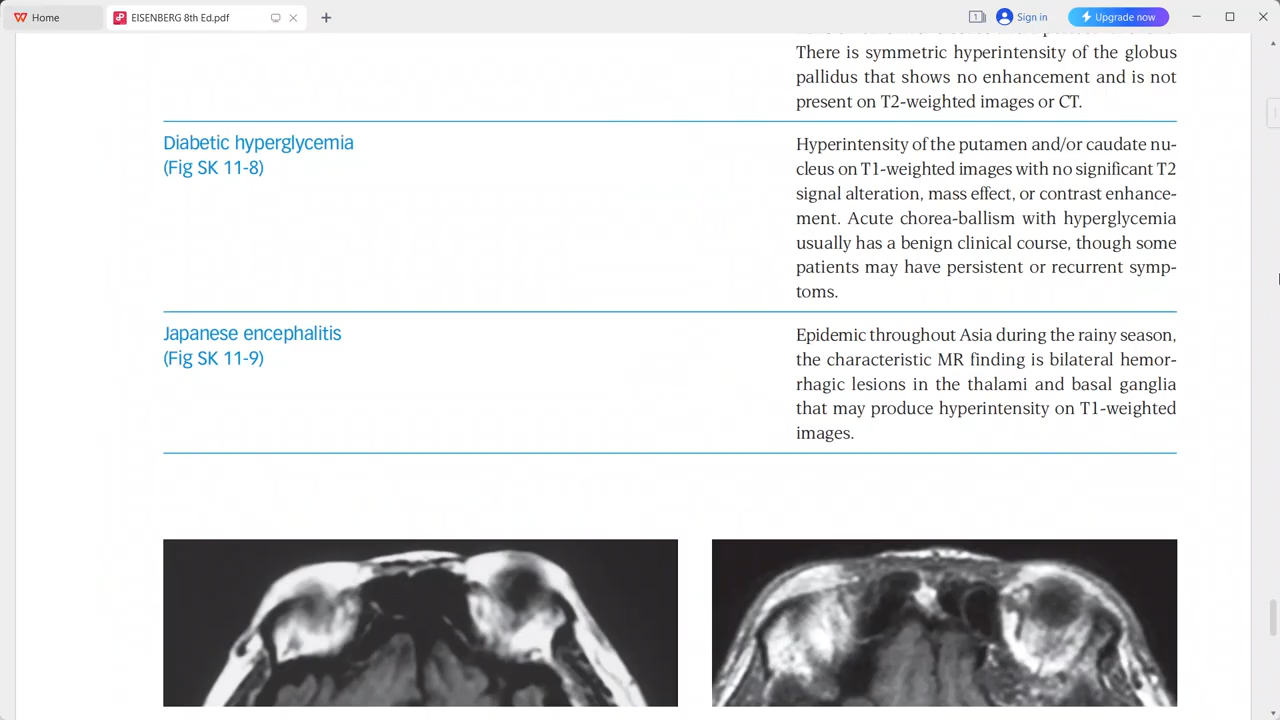 Home
EISENBERG 8th Ed.pdf
1
Sign in
Upgrade now
There is symmetric hyperintensity of the globus
pallidus that shows no enhancement and is not
present on T2-weighted images or CT.
Diabetic hyperglycemia
(Fig SK 11-8)
Hyperintensity of the putamen and/or caudate nu-
cleus on T1-weighted images with no significant T2
signal alteration, mass effect, or contrast enhance-
ment. Acute chorea-ballism with hyperglycemia
usually has a benign clinical course, though some
patients may have persistent or recurrent symp-
toms.
Japanese encephalitis
(Fig SK 11-9)
Epidemic throughout Asia during the rainy season,
the characteristic MR finding is bilateral hemor-
rhagic lesions in the thalami and basal ganglia
that may produce hyperintensity on T1-weighted
images.